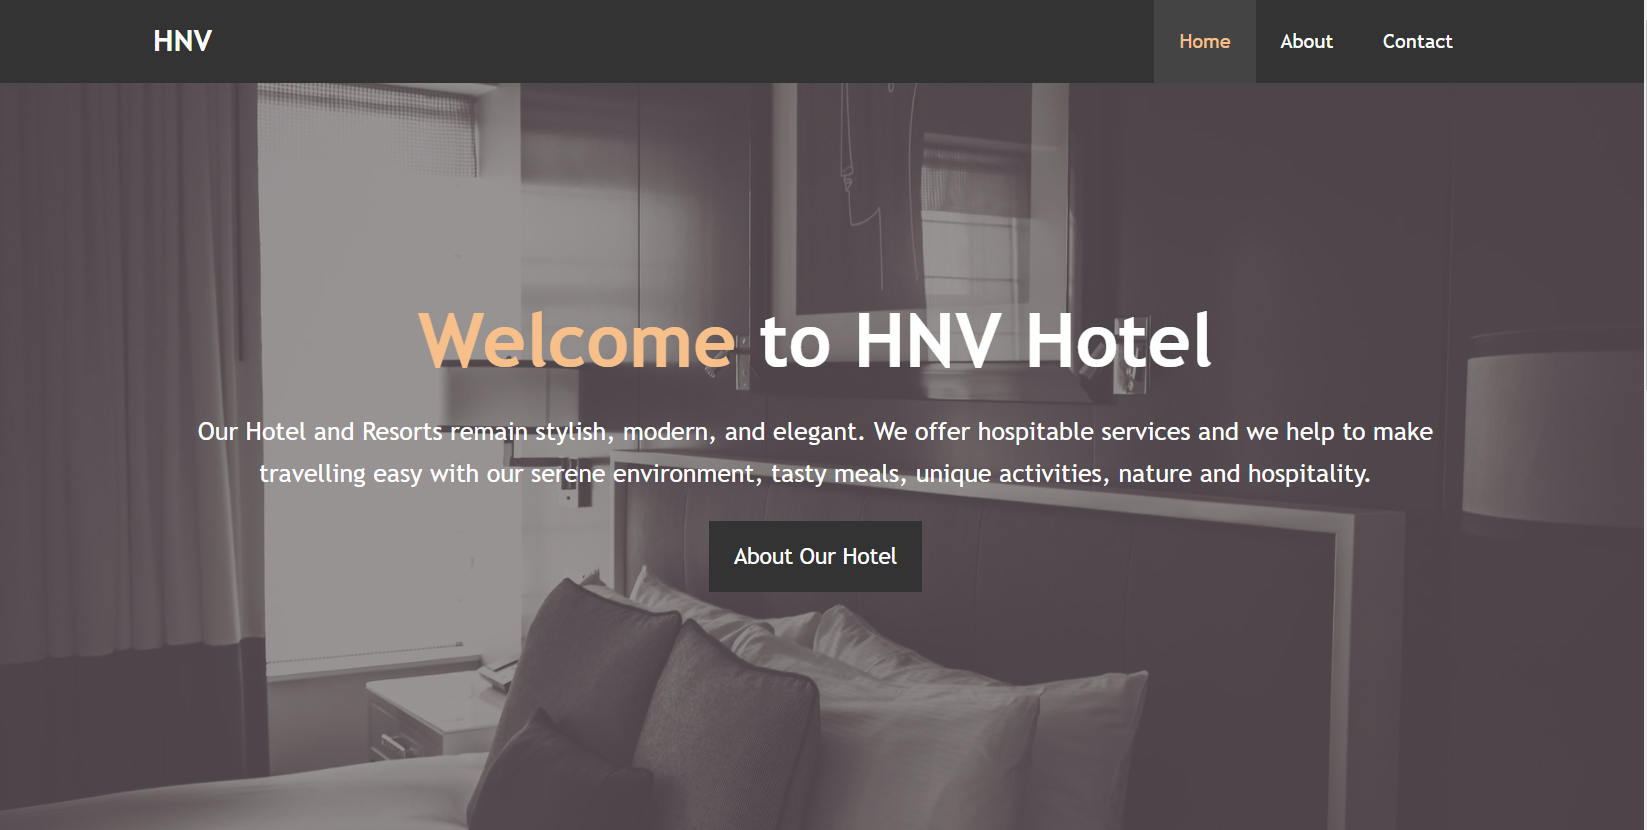 HNV
Home About Contact
Welcome to HNV Hotel
Our Hotel and Resorts remain stylish, modern, and elegant. We offer hospitable services and we help to make
travelling easy with our serene environment, tasty meals, unique activities, nature and hospitality.
About Our Hotel